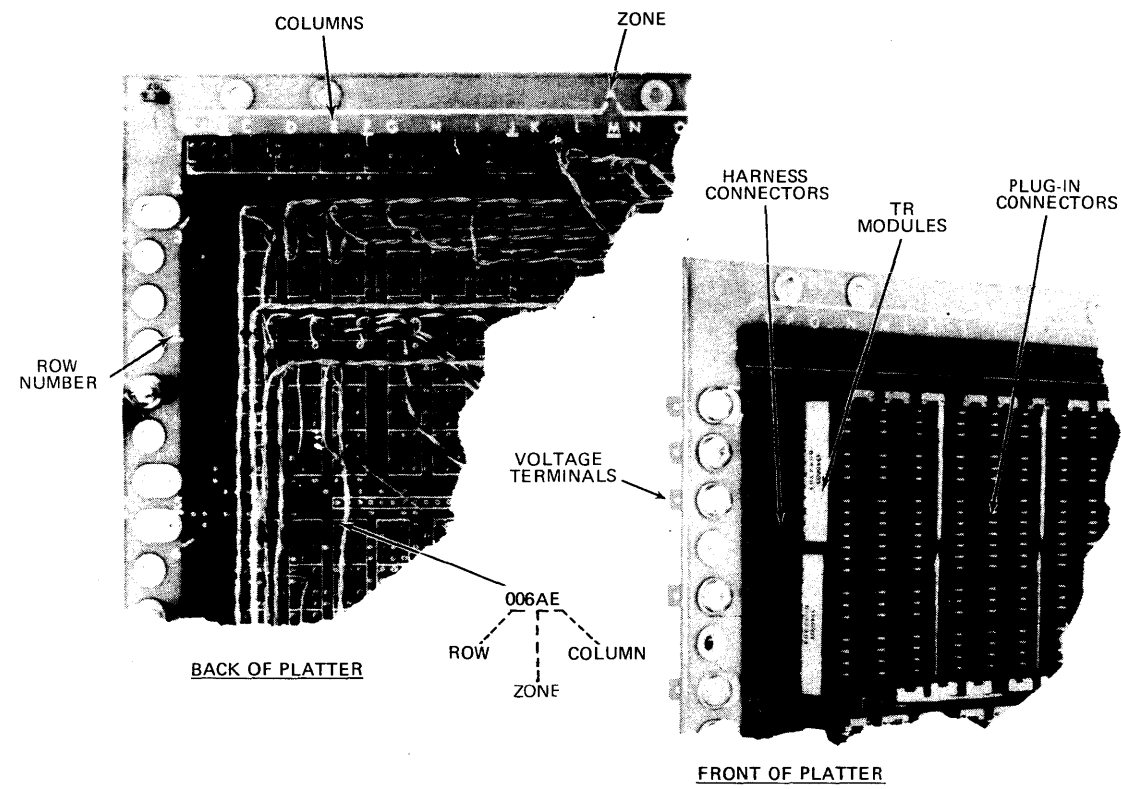 COLUMNS
ZONE
C D E F G N I J K L M N O
HARNESS
CONNECTORS
TR
MODULES
PLUG-IN
CONNECTORS
ROW
NUMBER
VOLTAGE
TERMINALS
006AE
ROW
COLUMN
ZONE
BACK OF PLATTER
FRONT OF PLATTER